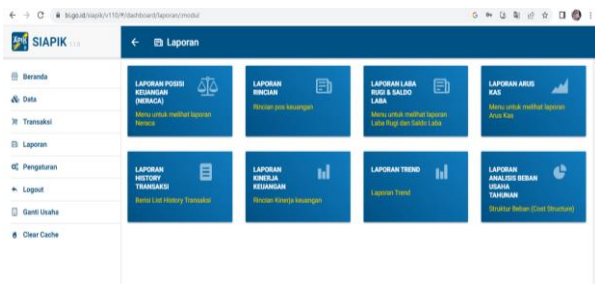 bi.go.id/siapik/v110/#/dashboard/laporan/modul
SIAPIK
Laporan
Beranda
Data
Transaksi
Laporan
Pengaturan
Logout
Ganti Usaha
Clear Cache
LAPORAN POSISI
KEUANGAN
(NERACA)
Menu untuk melihat laporan
Neraca
LAPORAN
RINCIAN
Rincian pos keuangan
LAPORAN LABA
RUGI & SALDO
LABA
Menu untuk melihat laporan
Laba Rugi dan Saldo Laba
LAPORAN ARUS
KAS
Menu untuk melihat laporan
Arus Kas
LAPORAN
HISTORY
TRANSAKSI
Berisi List History Transaksi
LAPORAN
KINERJA
KEUANGAN
Rincian Kinerja keuangan
LAPORAN TREND
Laporan Trend
LAPORAN
ANALISIS BEBAN
USAHA
TAHUNAN
Struktur Beban (Cost Structure)